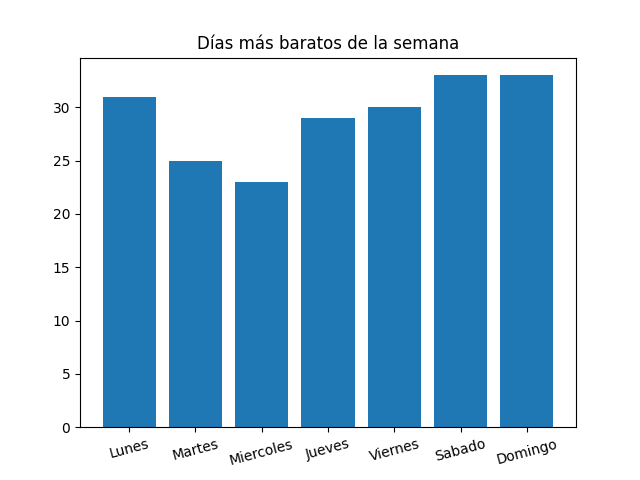 Días más baratos de la semana
30
25
20
15
10
5
0
Lunes
Martes
Miercoles
Jueves
Viernes
Sabado
Domingo